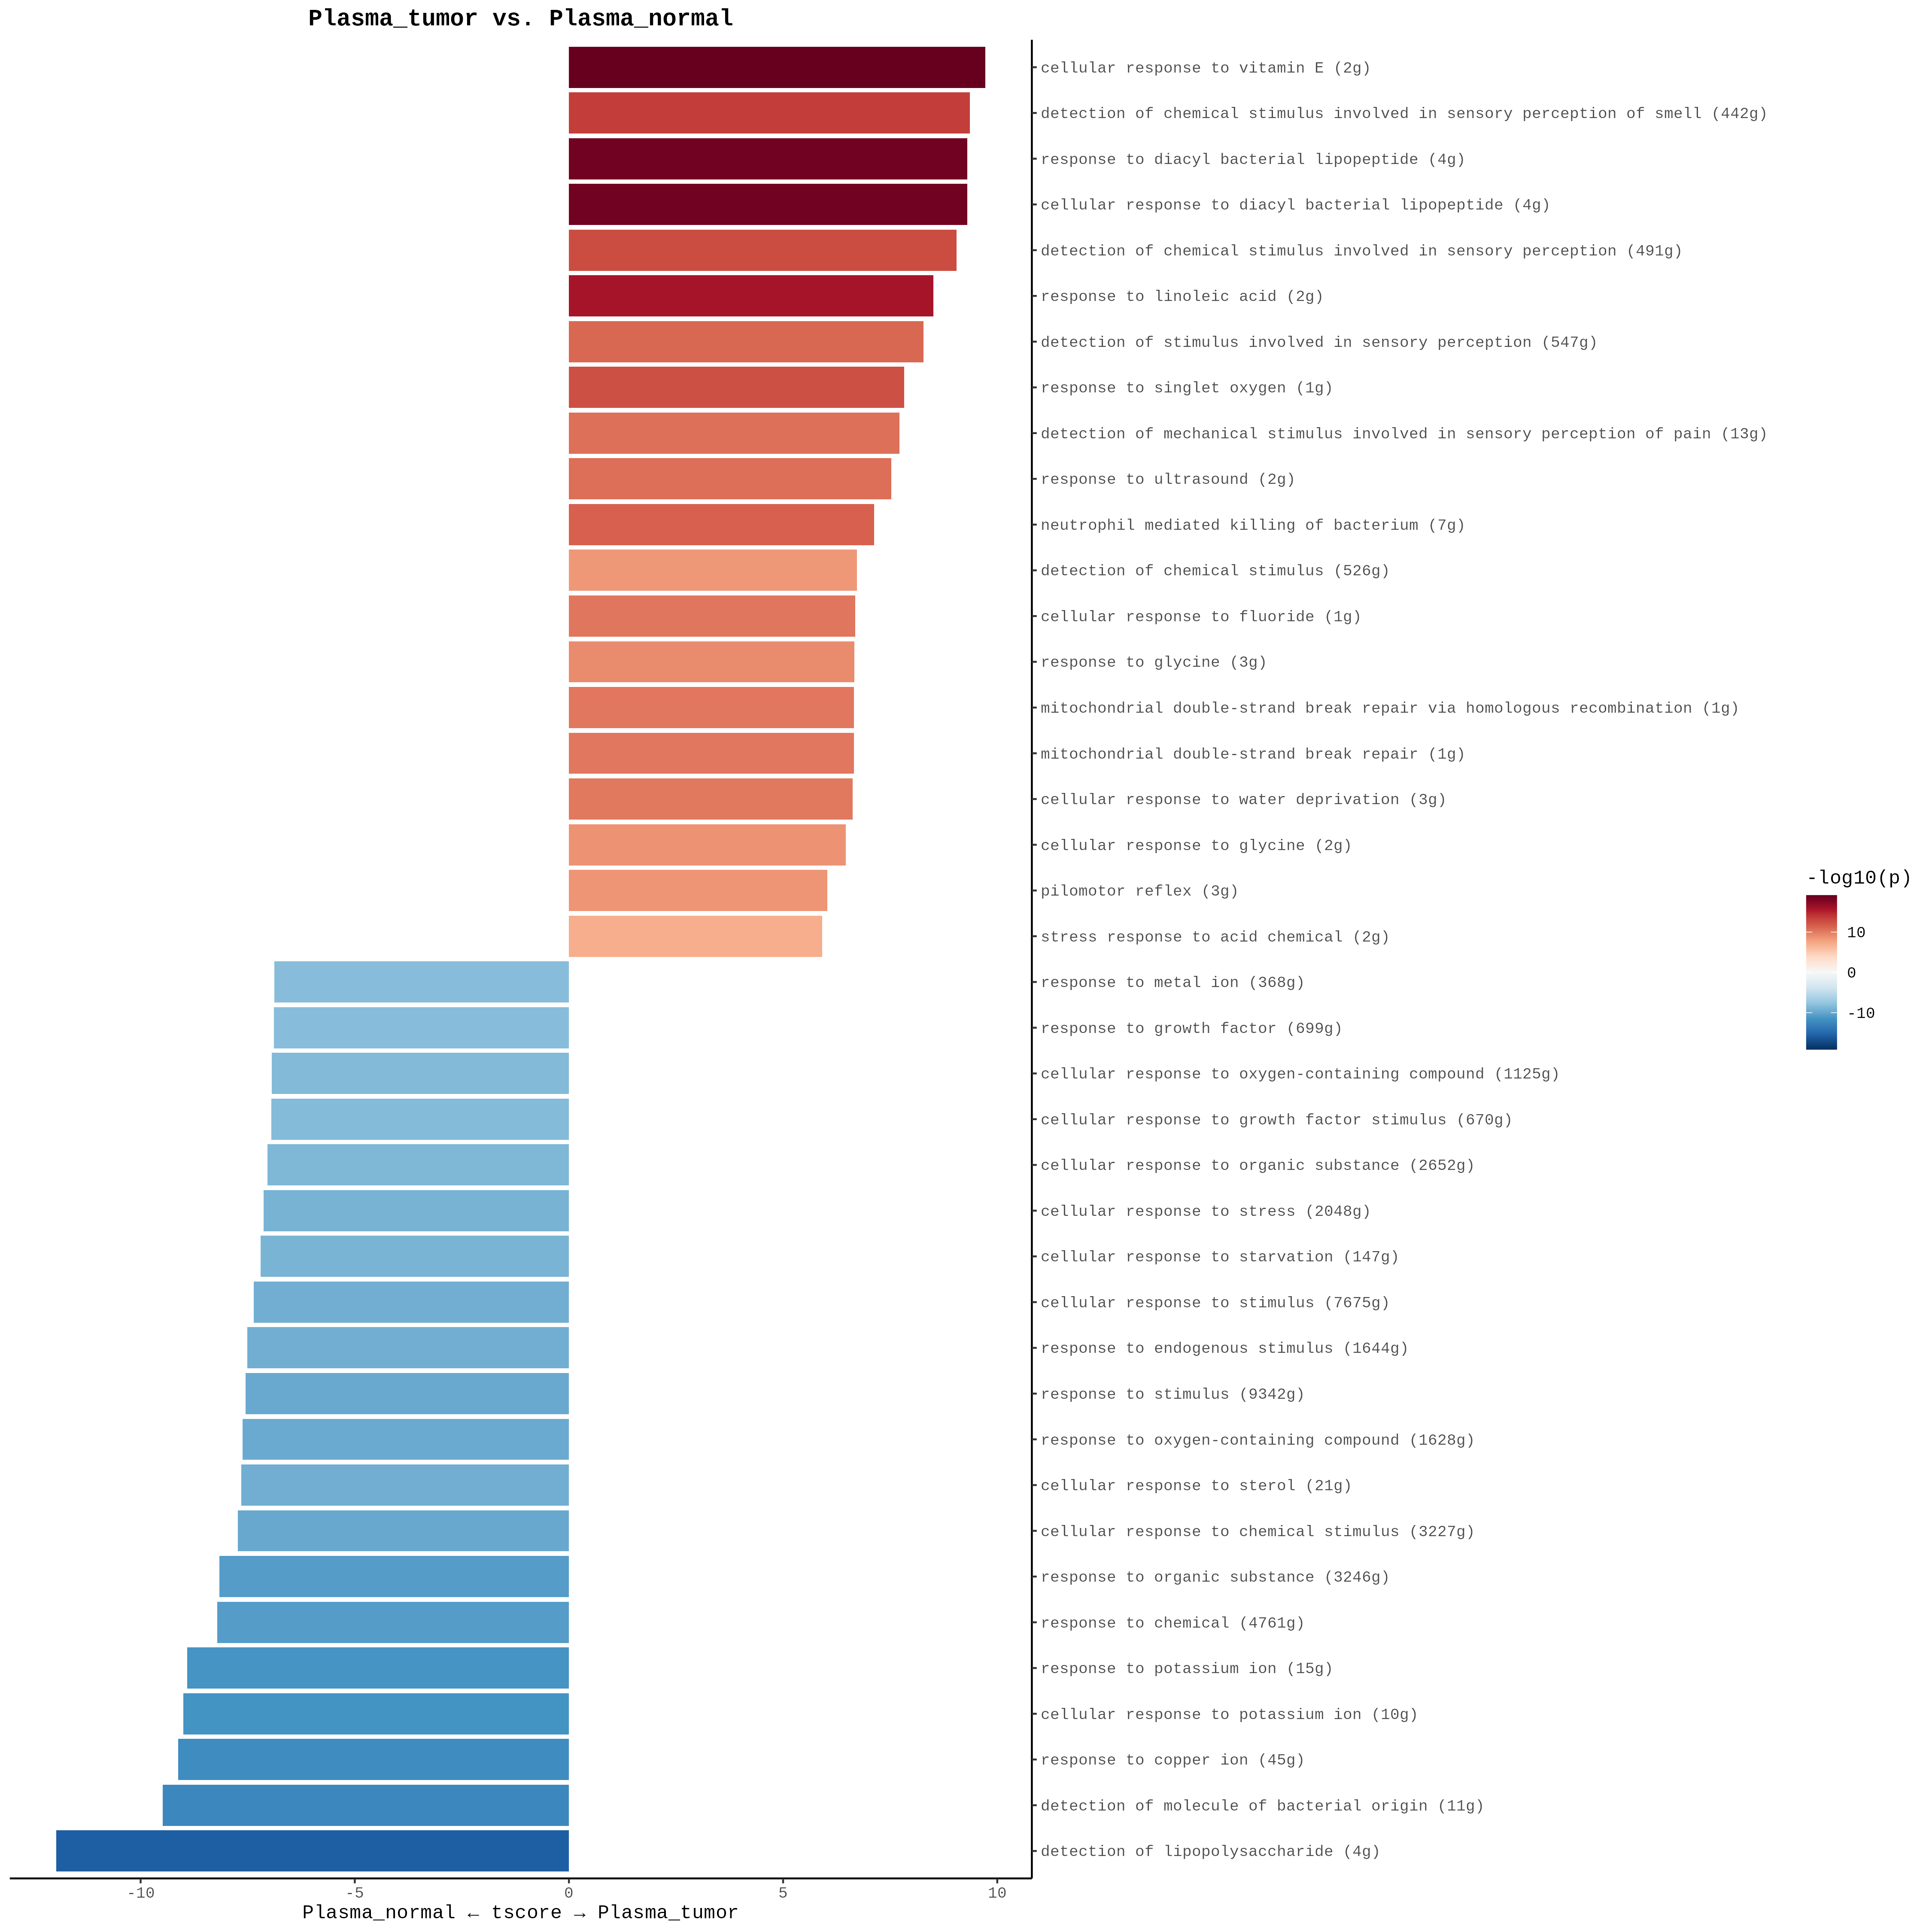 Plasma_tumor vs. Plasma_normal
cellular response to vitamin E (2g)
detection of chemical stimulus involved in sensory perception of smell (442g)
response to diacyl bacterial lipopeptide (4g)
cellular response to diacyl bacterial lipopeptide (4g)
detection of chemical stimulus involved in sensory perception (491g)
response to linoleic acid (2g)
detection of stimulus involved in sensory perception (547g)
response to singlet oxygen (1g)
detection of mechanical stimulus involved in sensory perception of pain (13g)
response to ultrasound (2g)
neutrophil mediated killing of bacterium (7g)
detection of chemical stimulus (526g)
cellular response to fluoride (1g)
response to glycine (3g)
mitochondrial double-strand break repair via homologous recombination (1g)
mitochondrial double-strand break repair (1g)
cellular response to water deprivation (3g)
cellular response to glycine (2g)
pilomotor reflex (3g)
stress response to acid chemical (2g)
response to metal ion (368g)
response to growth factor (699g)
cellular response to oxygen-containing compound (1125g)
cellular response to growth factor stimulus (670g)
cellular response to organic substance (2652g)
cellular response to stress (2048g)
cellular response to starvation (147g)
cellular response to stimulus (7675g)
response to endogenous stimulus (1644g)
response to stimulus (9342g)
response to oxygen-containing compound (1628g)
cellular response to sterol (21g)
cellular response to chemical stimulus (3227g)
response to organic substance (3246g)
response to chemical (4761g)
response to potassium ion (15g)
cellular response to potassium ion (10g)
response to copper ion (45g)
detection of molecule of bacterial origin (11g)
detection of lipopolysaccharide (4g)
-10 -5 0 5 10
Plasma_normal ← tscore → Plasma_tumor
-log10(p)
10
0
-10